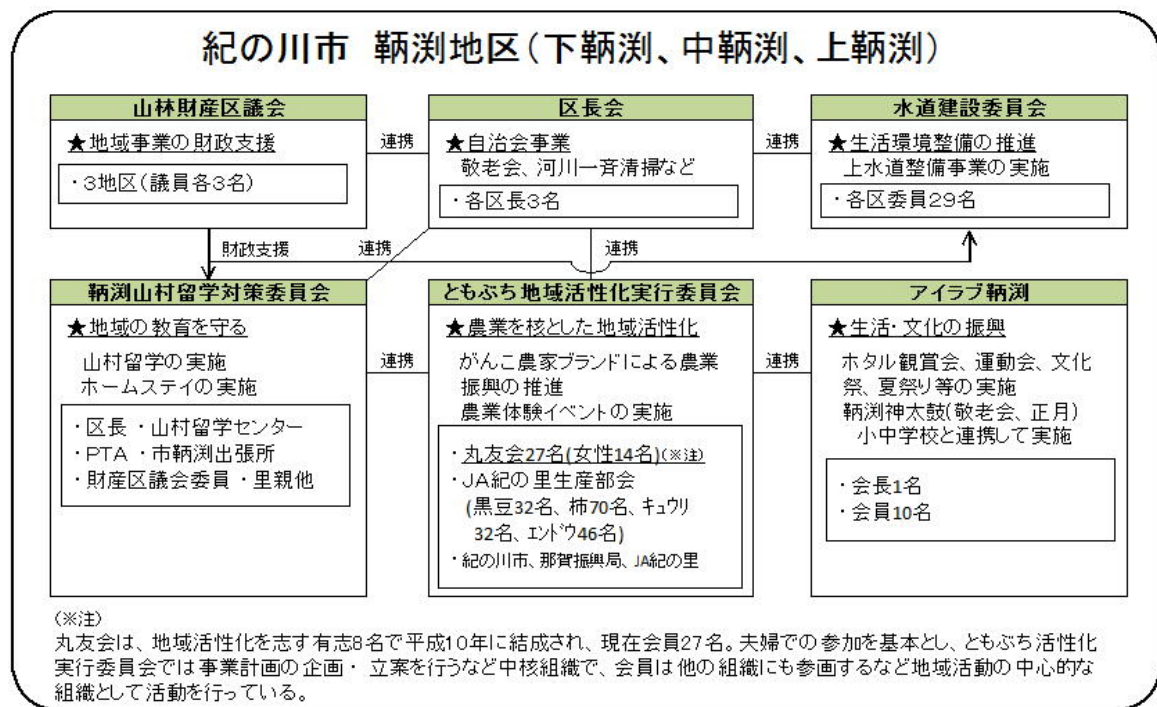 紀の川市 鞆渕地区(下鞆渕、中鞆渕、上鞆渕)
山林財産区議会
★地域事業の財政支援
・3地区(議員各3名)
連携
区長会
★自治会事業
敬老会、河川一斉清掃など
・各区長3名
連携
水道建設委員会
★生活環境整備の推進
上水道整備事業の実施
・各区委員29名
財政支援
連携
連携
鞆渕山村留学対策委員会
★地域の教育を守る
山村留学の実施
ホームステイの実施
・区長 ・山村留学センター
・PTA ・市鞆渕出張所
・財産区議会委員 ・里親他
連携
ともぶち地域活性化実行委員会
★農業を核とした地域活性化
がんこ農家ブランドによる農業
振興の推進
農業体験イベントの実施
・丸友会27名(女性14名)(※注)
・JA紀の里生産部会
(黒豆32名、柿70名、キュウリ
32名、エンドウ46名)
・紀の川市、那賀振興局、JA紀の里
連携
アイラブ鞆渕
★生活・文化の振興
ホタル観賞会、運動会、文化
祭、夏祭り等の実施
鞆渕神太鼓(敬老会、正月)
小中学校と連携して実施
・会長1名
・会員10名
(※注)
丸友会は、地域活性化を志す有志8名で平成10年に結成され、現在会員27名。夫婦での参加を基本とし、ともぶち活性化
実行委員会では事業計画の企画・ 立案を行うなど中核組織で、会員は他の組織にも参画するなど地域活動の中心的な
組織として活動を行っている。